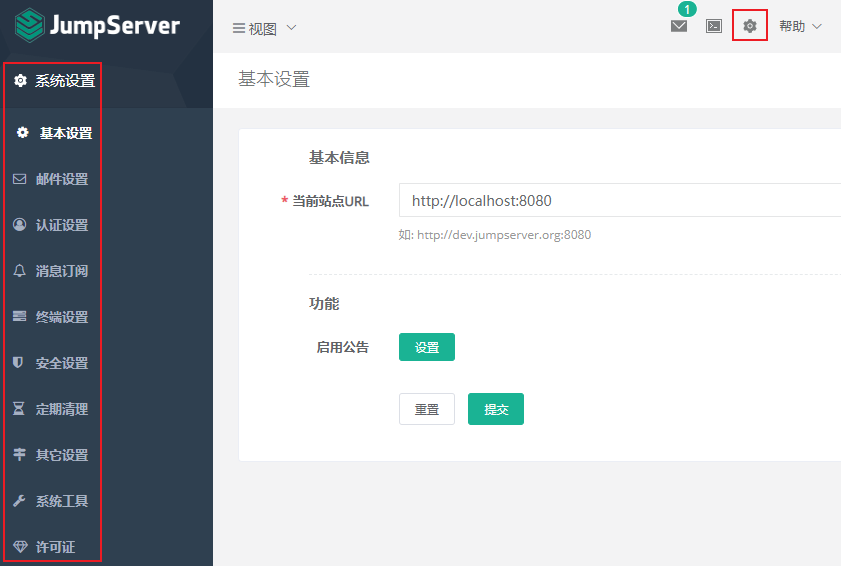 JumpServer
视图
1
帮助
系统设置
基本设置
基本设置
邮件设置
认证设置
消息订阅
终端设置
安全设置
定期清理
其它设置
系统工具
许可证
基本信息
* 当前站点URL
http://localhost:8080
如: http://dev.jumpserver.org:8080
功能
启用公告
设置
重置
提交